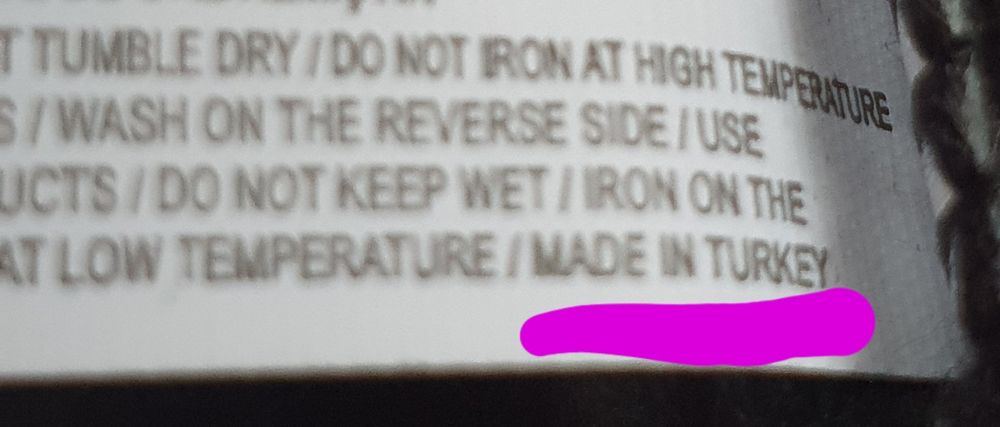 T TUMBLE DRY / DO NOT IRON AT HIGH TEMPERATURE
S / WASH ON THE REVERSE SIDE / USE
UCTS / DO NOT KEEP WET / IRON ON THE
AT LOW TEMPERATURE / MADE IN TURKEY